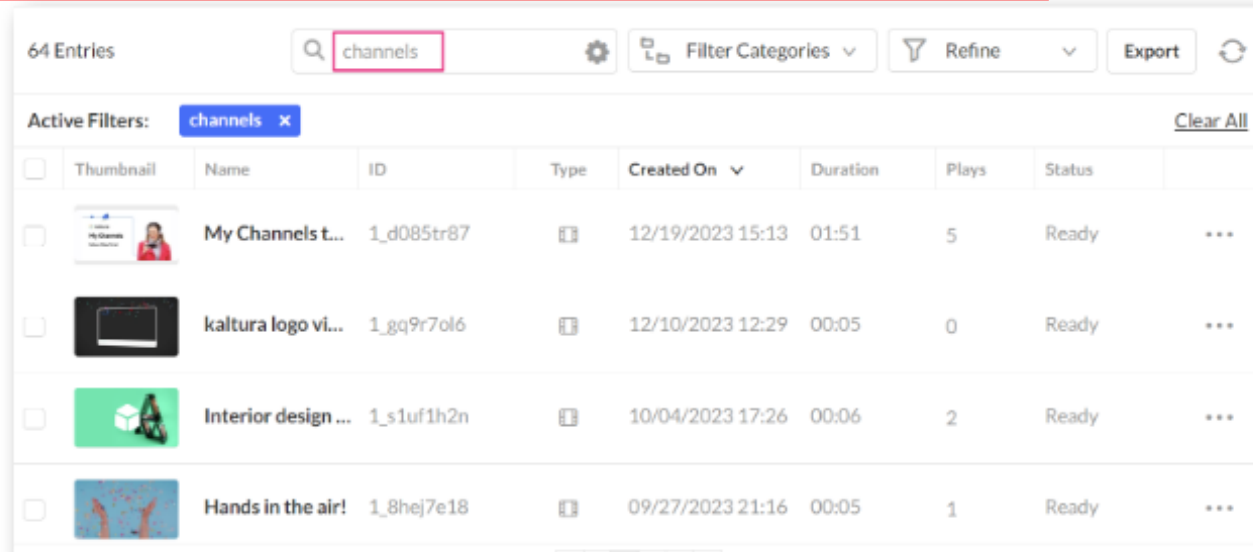 64 Entries channels Filter Categories Refine Export
Active Filters: channels × Clear All
Thumbnail Name ID Type Created On Duration Plays Status
My Channels
My Channels t... 1_d085tr87 12/19/2023 15:13 01:51 5 Ready
kaltura logo vi... 1_gq9r7ol6 12/10/2023 12:29 00:05 0 Ready
Interior design ... 1_s1uf1h2n 10/04/2023 17:26 00:06 2 Ready
Hands in the air! 1_8hej7e18 09/27/2023 21:16 00:05 1 Ready